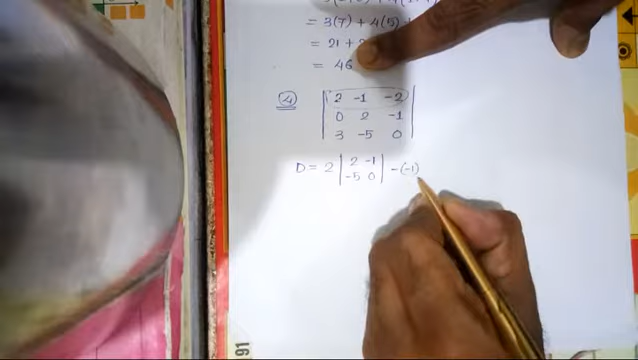 = 3(7) + 4(5)
= 21 +
= 46
④ | 2 -1 -2 |
| 0 2 -1 |
| 3 -5 0 |
D = 2 | 2 -1 | - (-1)
| -5 0 |
91